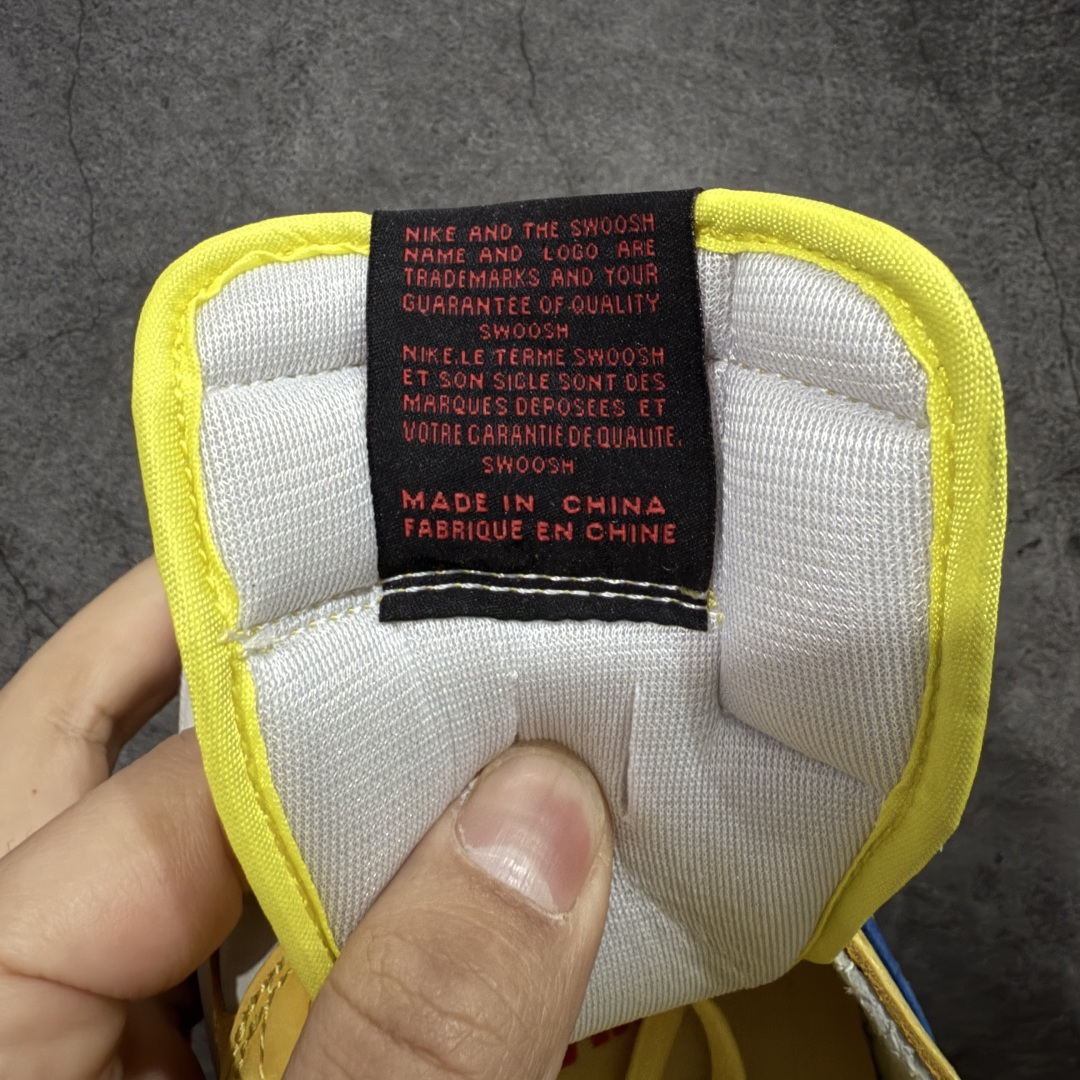 NIKE AND THE SWOOSH
NAME AND LOGO ARE
TRADEMARKS AND YOUR
GUARANTEE OF QUALITY
SWOOSH
NIKE.LE TERME SWOOSH
ET SON SIGLE SONT DES
MARQUES DEPOSEES ET
VOTRE GARANTIE DE QUALITE.
SWOOSH
MADE IN CHINA
FABRIQUE EN CHINE